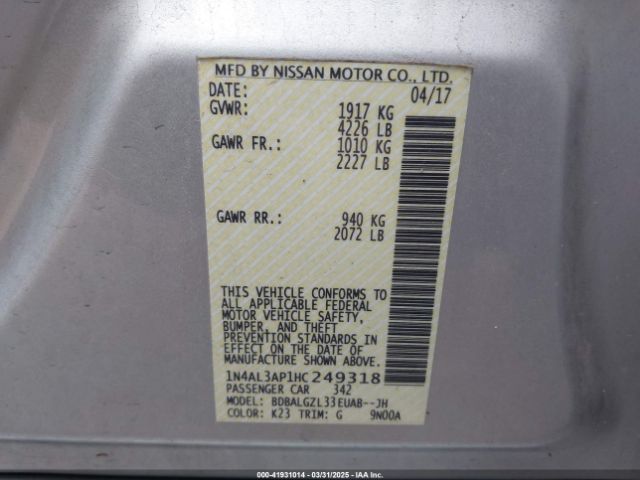 MFD BY NISSAN MOTOR CO., LTD.
DATE: 04/17
GVWR: 1917 KG
4226 LB
GAWR FR.: 1010 KG
2227 LB
GAWR RR.: 940 KG
2072 LB
THIS VEHICLE CONFORMS TO
ALL APPLICABLE FEDERAL
MOTOR VEHICLE SAFETY,
BUMPER, AND THEFT
PREVENTION STANDARDS
IN EFFECT ON THE DATE OF
MANUFACTURE SHOWN ABOVE.
1N4AL3AP1HC249318
PASSENGER CAR 342
MODEL: BDBALGZL33EUAB--JH
COLOR: K23 TRIM: G 9N00A
000-41931014 - 03/31/2025 - IAAI.CA